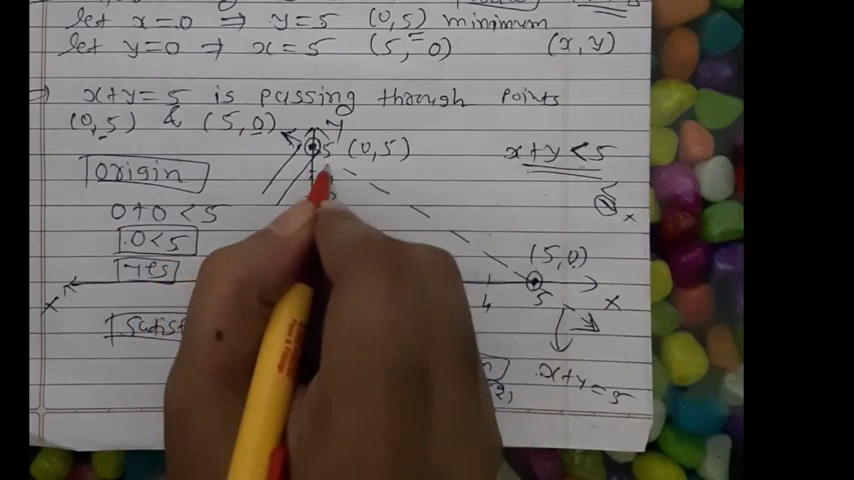 let x=0 ⇒ y=5 (0,5) minimum
let y=0 ⇒ x=5 (5,0) (x,y)
⇒ x+y=5 is passing through points
(0,5) & (5,0)
y
5 (0,5)
x+y<5
Origin
0+0<5
0<5
Yes
(5,0)
4 5 X
X
x+y=5